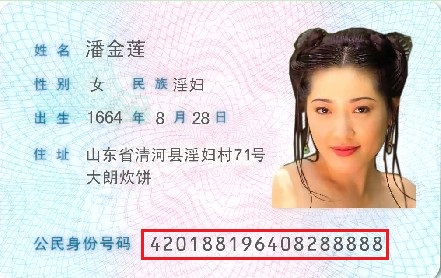 姓名 潘金莲
性别 女 民族 淫妇
出生 1664 年 8 月 28 日
住址 山东省清河县淫妇村71号
大朗炊饼
公民身份号码 420188196408288888